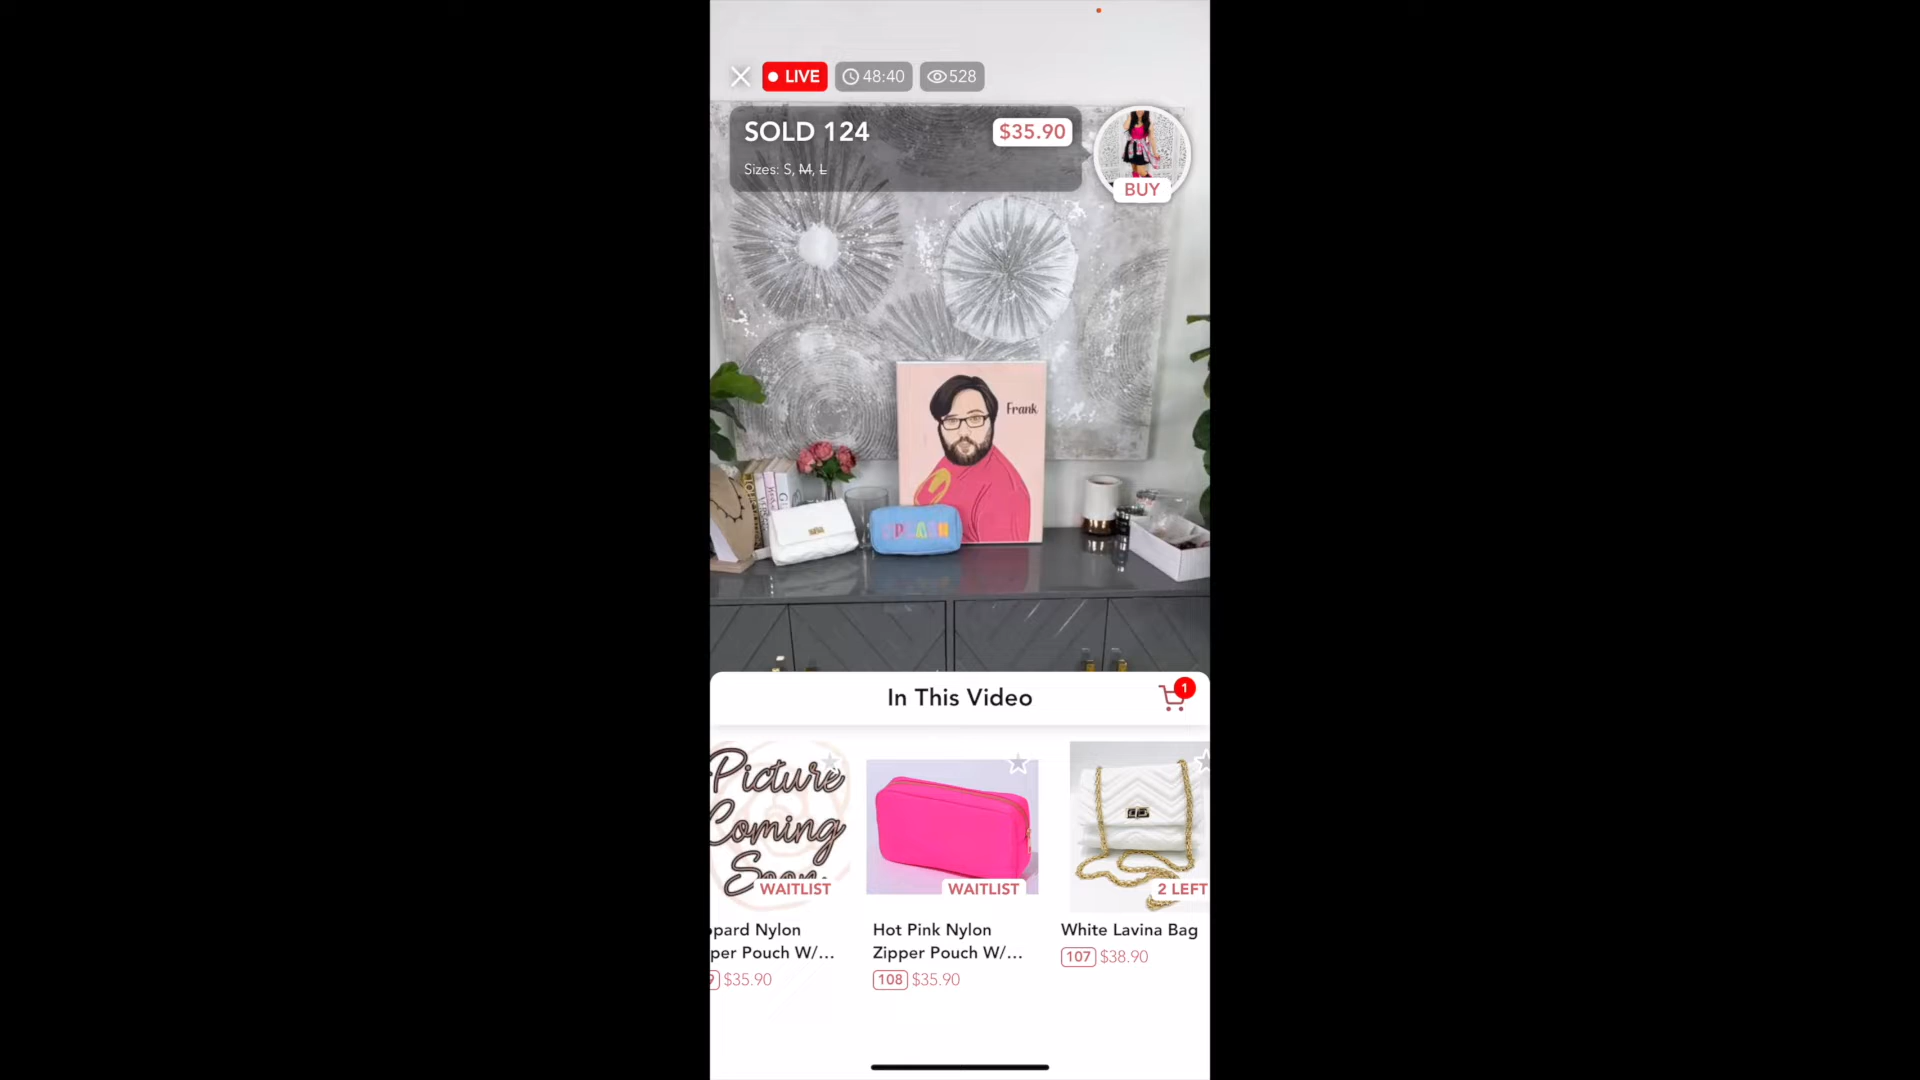 LIVE
48:40
528
SOLD 124
$35.90
Sizes: S, M, L
BUY
Frank
SPLASH
In This Video
1
Picture
Coming
Soon
WAITLIST
WAITLIST
2 LEFT
Nylon
Pouch W/...
$35.90
Hot Pink Nylon
Zipper Pouch W/...
108 $35.90
White Lavina Bag
107 $38.90